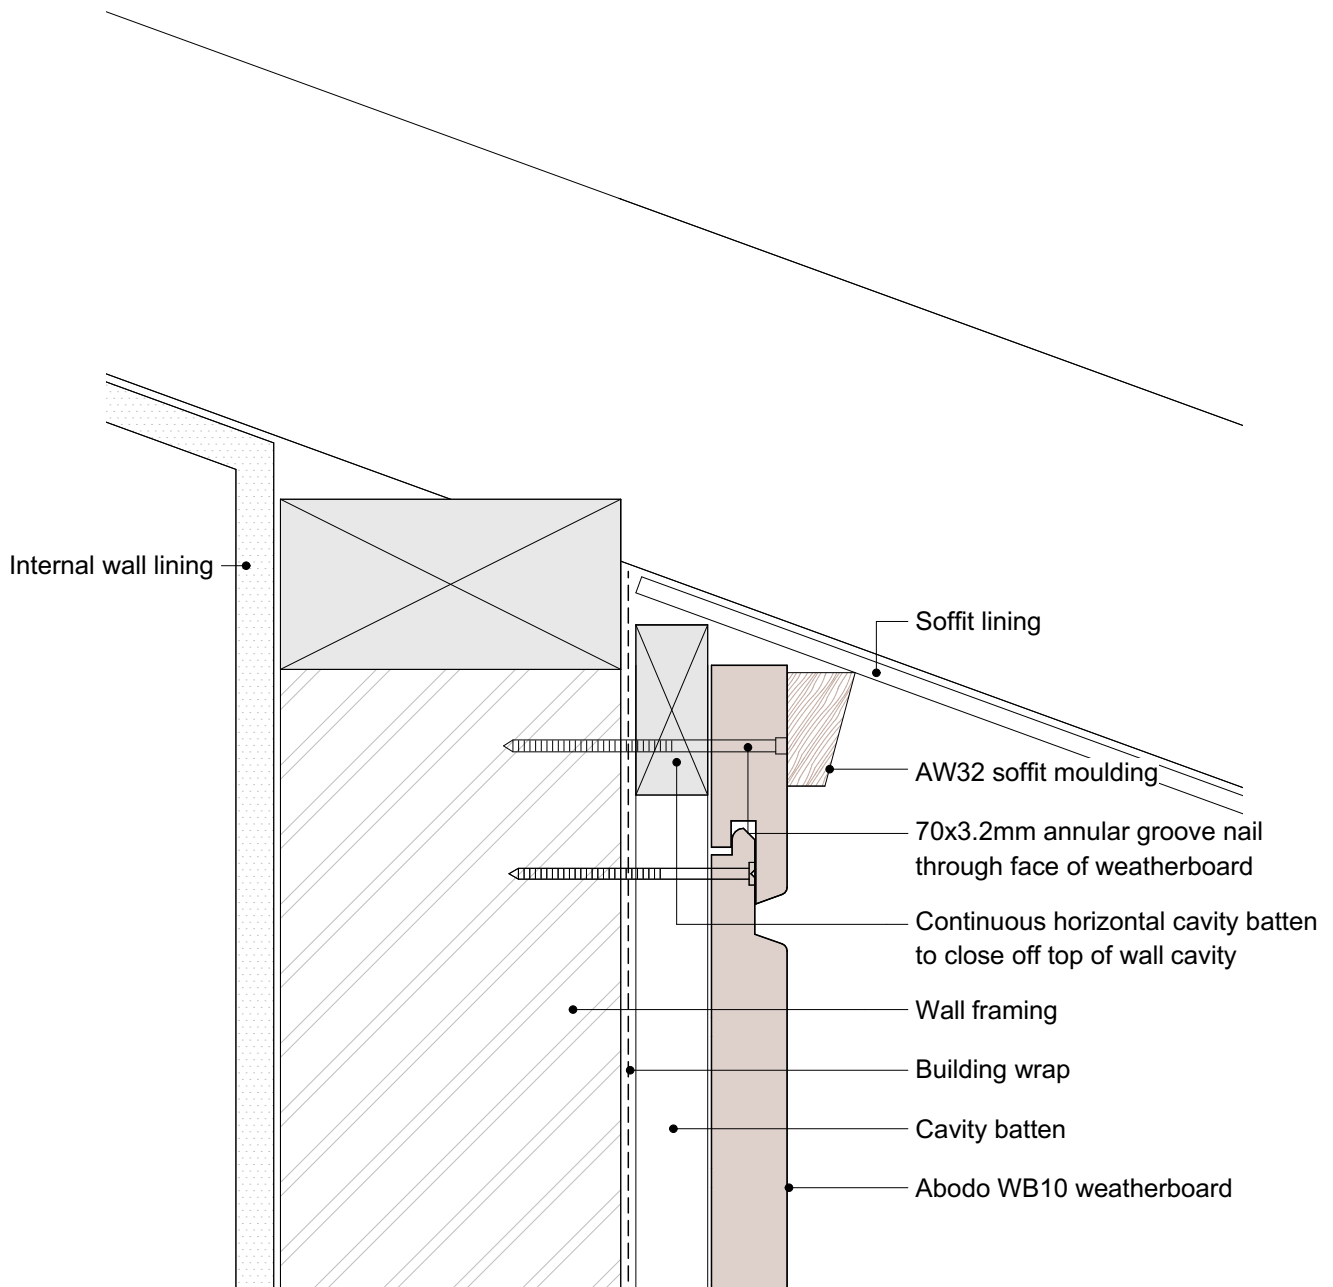 Internal wall lining
Soffit lining
AW32 soffit moulding
70x3.2mm annular groove nail
through face of weatherboard
Continuous horizontal cavity batten
to close off top of wall cavity
Wall framing
Building wrap
Cavity batten
Abodo WB10 weatherboard